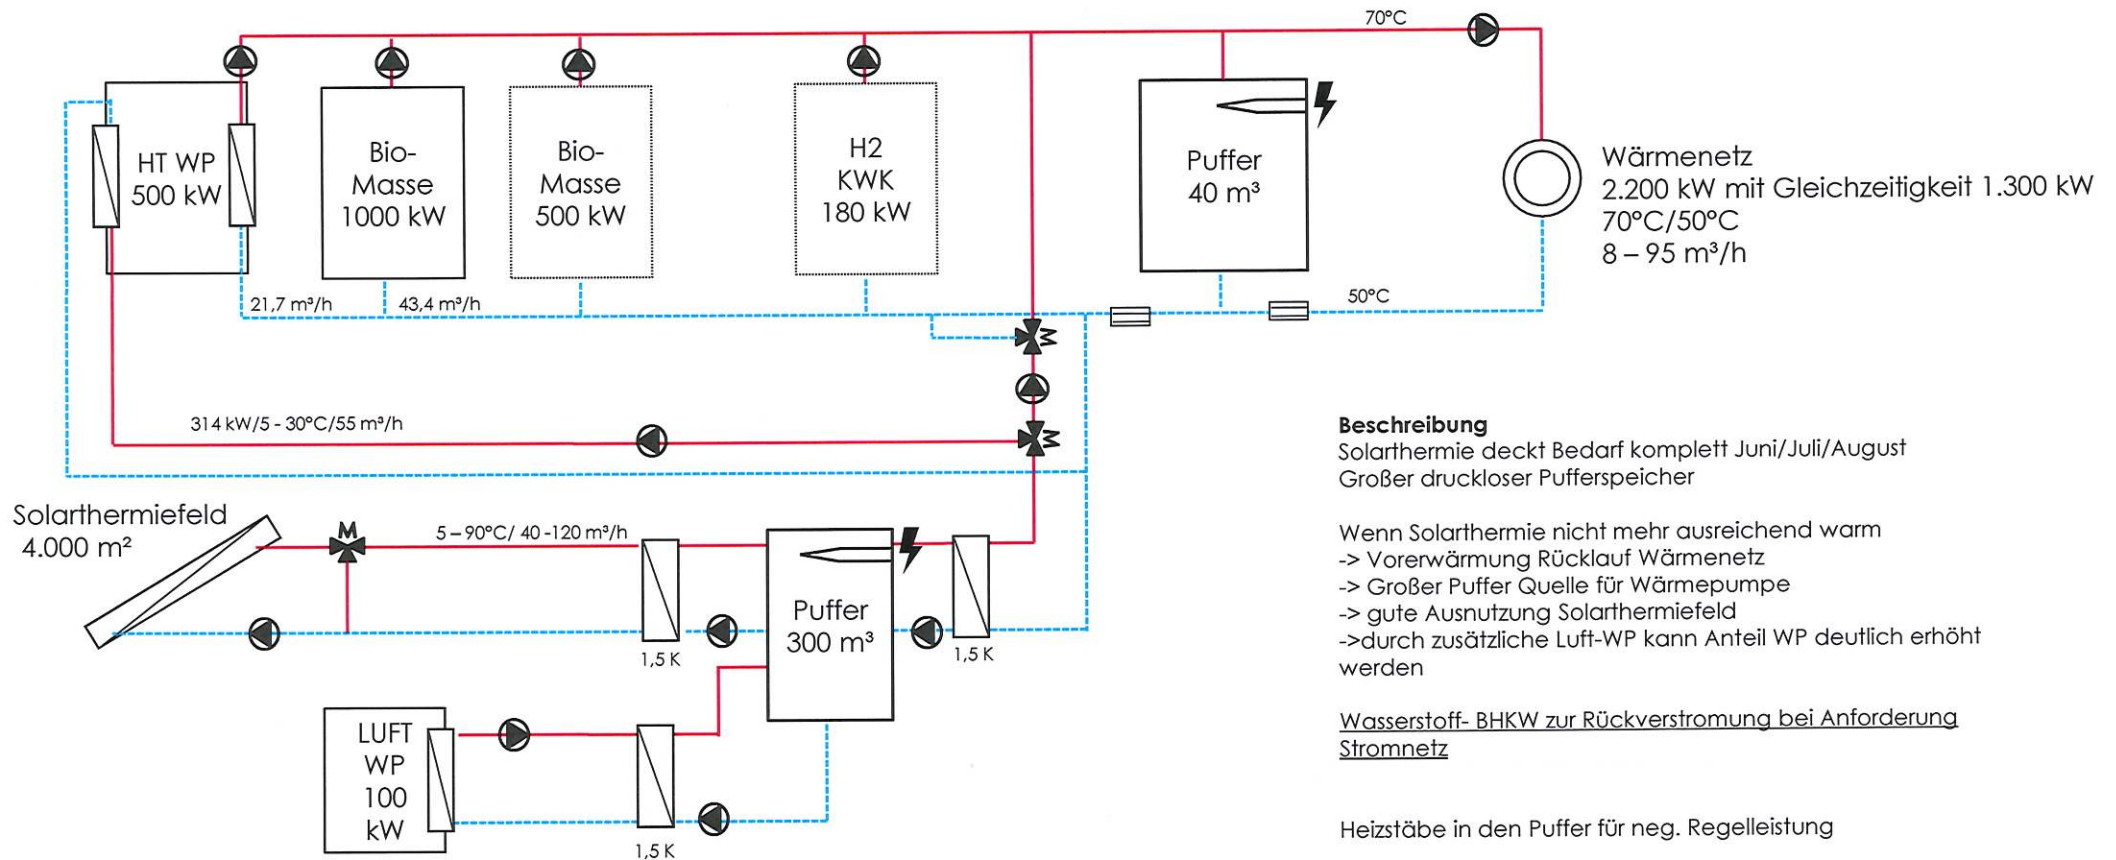 70°C
HT WP
500 kW
Bio-
Masse
1000 kW
Bio-
Masse
500 kW
H2
KWK
180 kW
Puffer
40 m³
Wärmenetz
2.200 kW mit Gleichzeitigkeit 1.300 kW
70°C/50°C
8 – 95 m³/h
21,7 m³/h
43,4 m³/h
50°C
M
314 kW/5 - 30°C/55 m³/h
M
Solarthermiefeld
4.000 m²
M
5 – 90°C/ 40 -120 m³/h
Puffer
300 m³
1,5 K
1,5 K
LUFT
WP
100
kW
1,5 K
Beschreibung
Solarthermie deckt Bedarf komplett Juni/Juli/August
Großer druckloser Pufferspeicher
Wenn Solarthermie nicht mehr ausreichend warm
-> Vorerwärmung Rücklauf Wärmenetz
-> Großer Puffer Quelle für Wärmepumpe
-> gute Ausnutzung Solarthermiefeld
->durch zusätzliche Luft-WP kann Anteil WP deutlich erhöht
werden
Wasserstoff- BHKW zur Rückverstromung bei Anforderung
Stromnetz
Heizstäbe in den Puffer für neg. Regelleistung